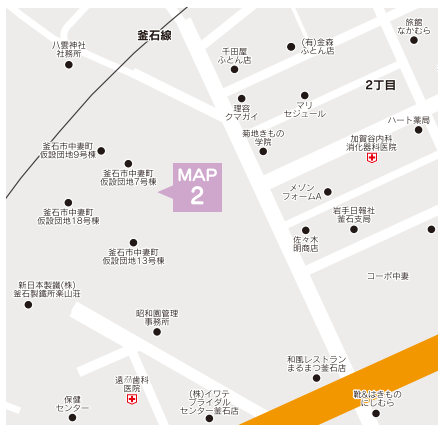 旅館
なかむら
八雲神社
社務所
釜石線
千田屋
ふとん店
(有)金森
ふとん店
2丁目
理容
クマガイ
マリ
セジュール
ハート薬局
菊地きもの
学院
加賀谷内科
消化器科医院
釜石市中妻町
仮設団地9号棟
釜石市中妻町
仮設団地7号棟
MAP
2
メゾン
フォームA
釜石市中妻町
仮設団地18号棟
岩手日報社
釜石支局
佐々木
明商店
釜石市中妻町
仮設団地13号棟
コーポ中妻
新日本製鐵(株)
釜石製鐵所楽山荘
昭和園管理
事務所
和風レストラン
まるまつ釜石店
歯科
医院
(株)イワテ
ブライダル
センター釜石店
保健
センター
靴&はきもの
にしむら